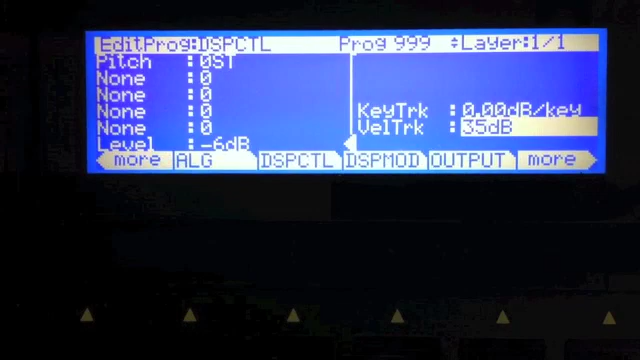 EditProg:DSPCTL Prog 999 ÷Layer:1/1
Pitch :0ST
None :0
None :0
None :0 KeyTrk :0.00dB/key
None :0 VelTrk :35dB
Level :-6dB
more ALG DSPCTL DSPMOD OUTPUT more